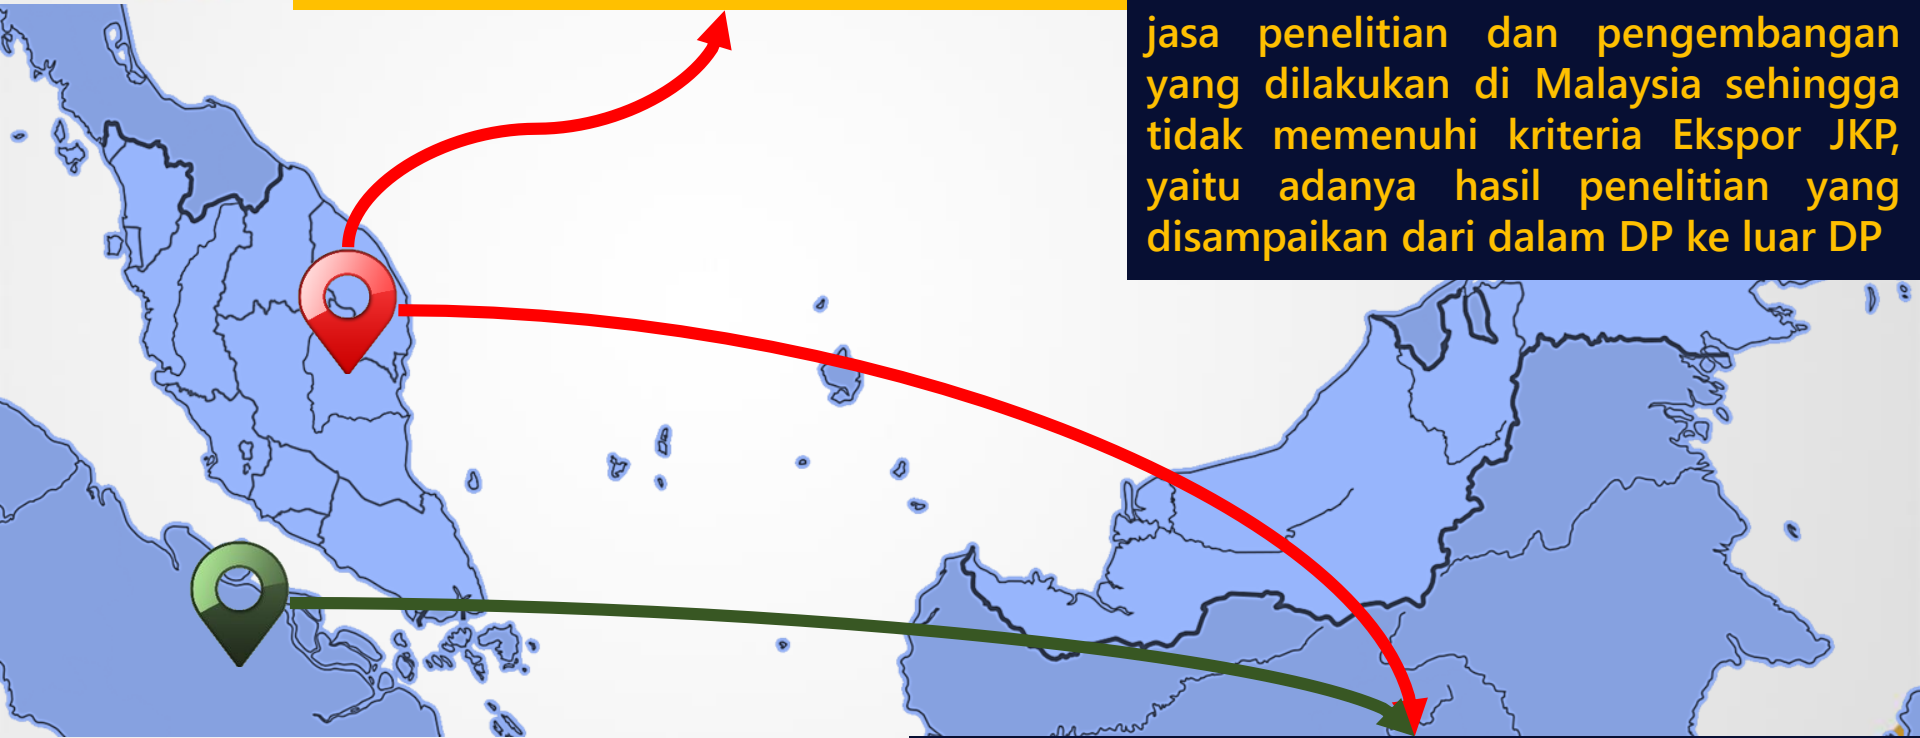 jasa penelitian dan pengembangan
yang dilakukan di Malaysia sehingga
tidak memenuhi kriteria Ekspor JKP,
yaitu adanya hasil penelitian yang
disampaikan dari dalam DP ke luar DP